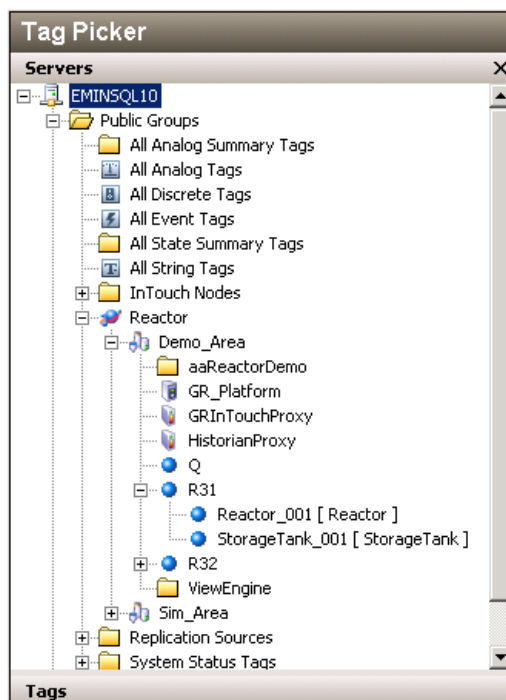 Tag Picker
Servers
EMINSQL10
Public Groups
All Analog Summary Tags
All Analog Tags
All Discrete Tags
All Event Tags
All State Summary Tags
All String Tags
InTouch Nodes
Reactor
Demo_Area
aaReactorDemo
GR_Platform
GRInTouchProxy
HistorianProxy
Q
R31
Reactor_001 [ Reactor ]
StorageTank_001 [ StorageTank ]
R32
ViewEngine
Sim_Area
Replication Sources
System Status Tags
Tags